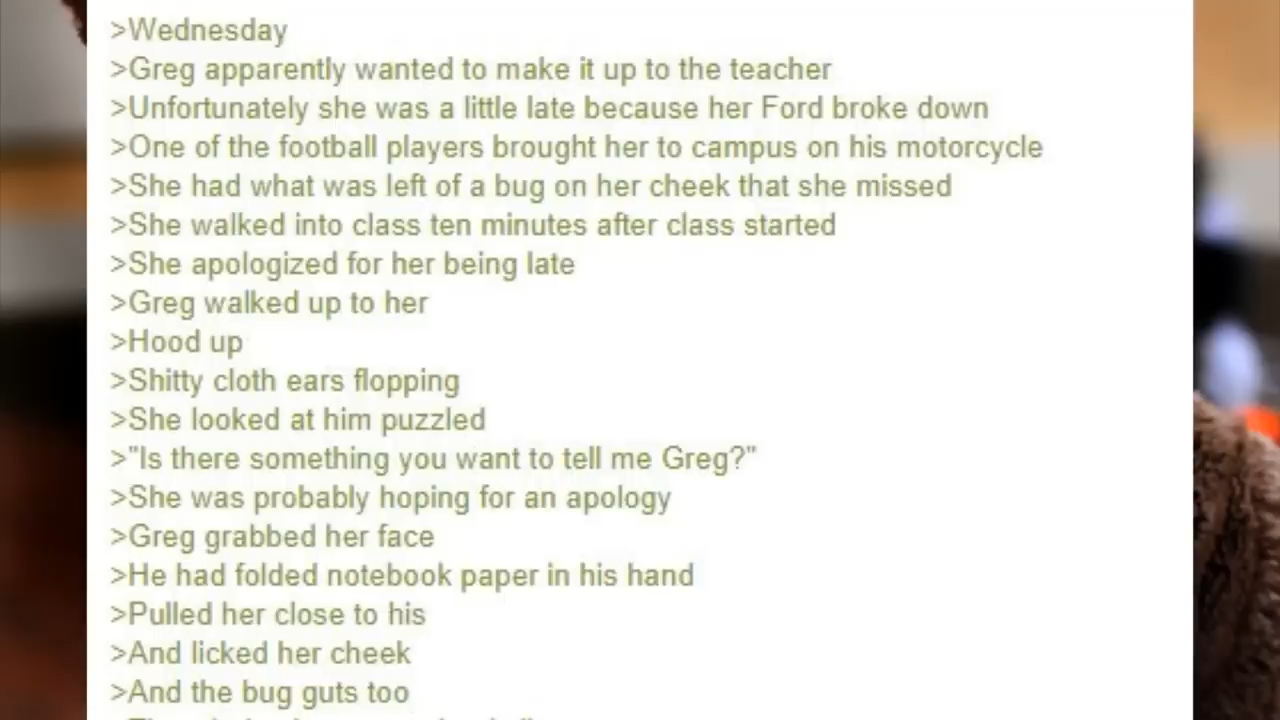 >Wednesday
>Greg apparently wanted to make it up to the teacher
>Unfortunately she was a little late because her Ford broke down
>One of the football players brought her to campus on his motorcycle
>She had what was left of a bug on her cheek that she missed
>She walked into class ten minutes after class started
>She apologized for her being late
>Greg walked up to her
>Hood up
>Shitty cloth ears flopping
>She looked at him puzzled
>"Is there something you want to tell me Greg?"
>She was probably hoping for an apology
>Greg grabbed her face
>He had folded notebook paper in his hand
>Pulled her close to his
>And licked her cheek
>And the bug guts too